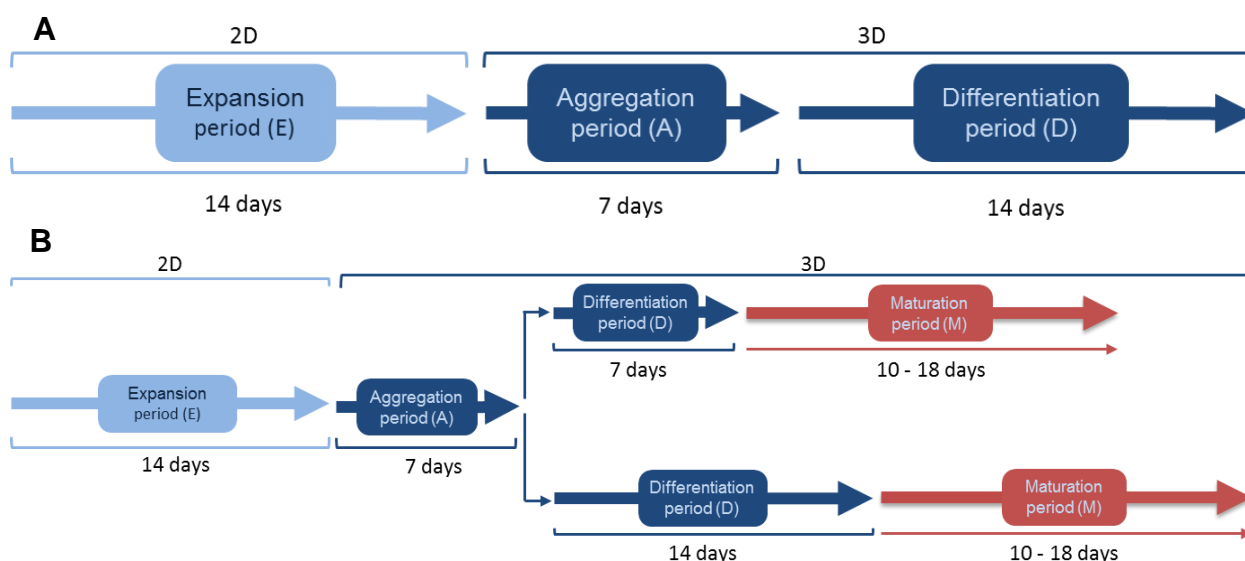 A
2D
3D
Expansion
period (E)
Aggregation
period (A)
Differentiation
period (D)
14 days
7 days
14 days
B
2D
3D
Differentiation
period (D)
Maturation
period (M)
7 days
10 - 18 days
Expansion
period (E)
Aggregation
period (A)
14 days
7 days
Differentiation
period (D)
Maturation
period (M)
14 days
10 - 18 days